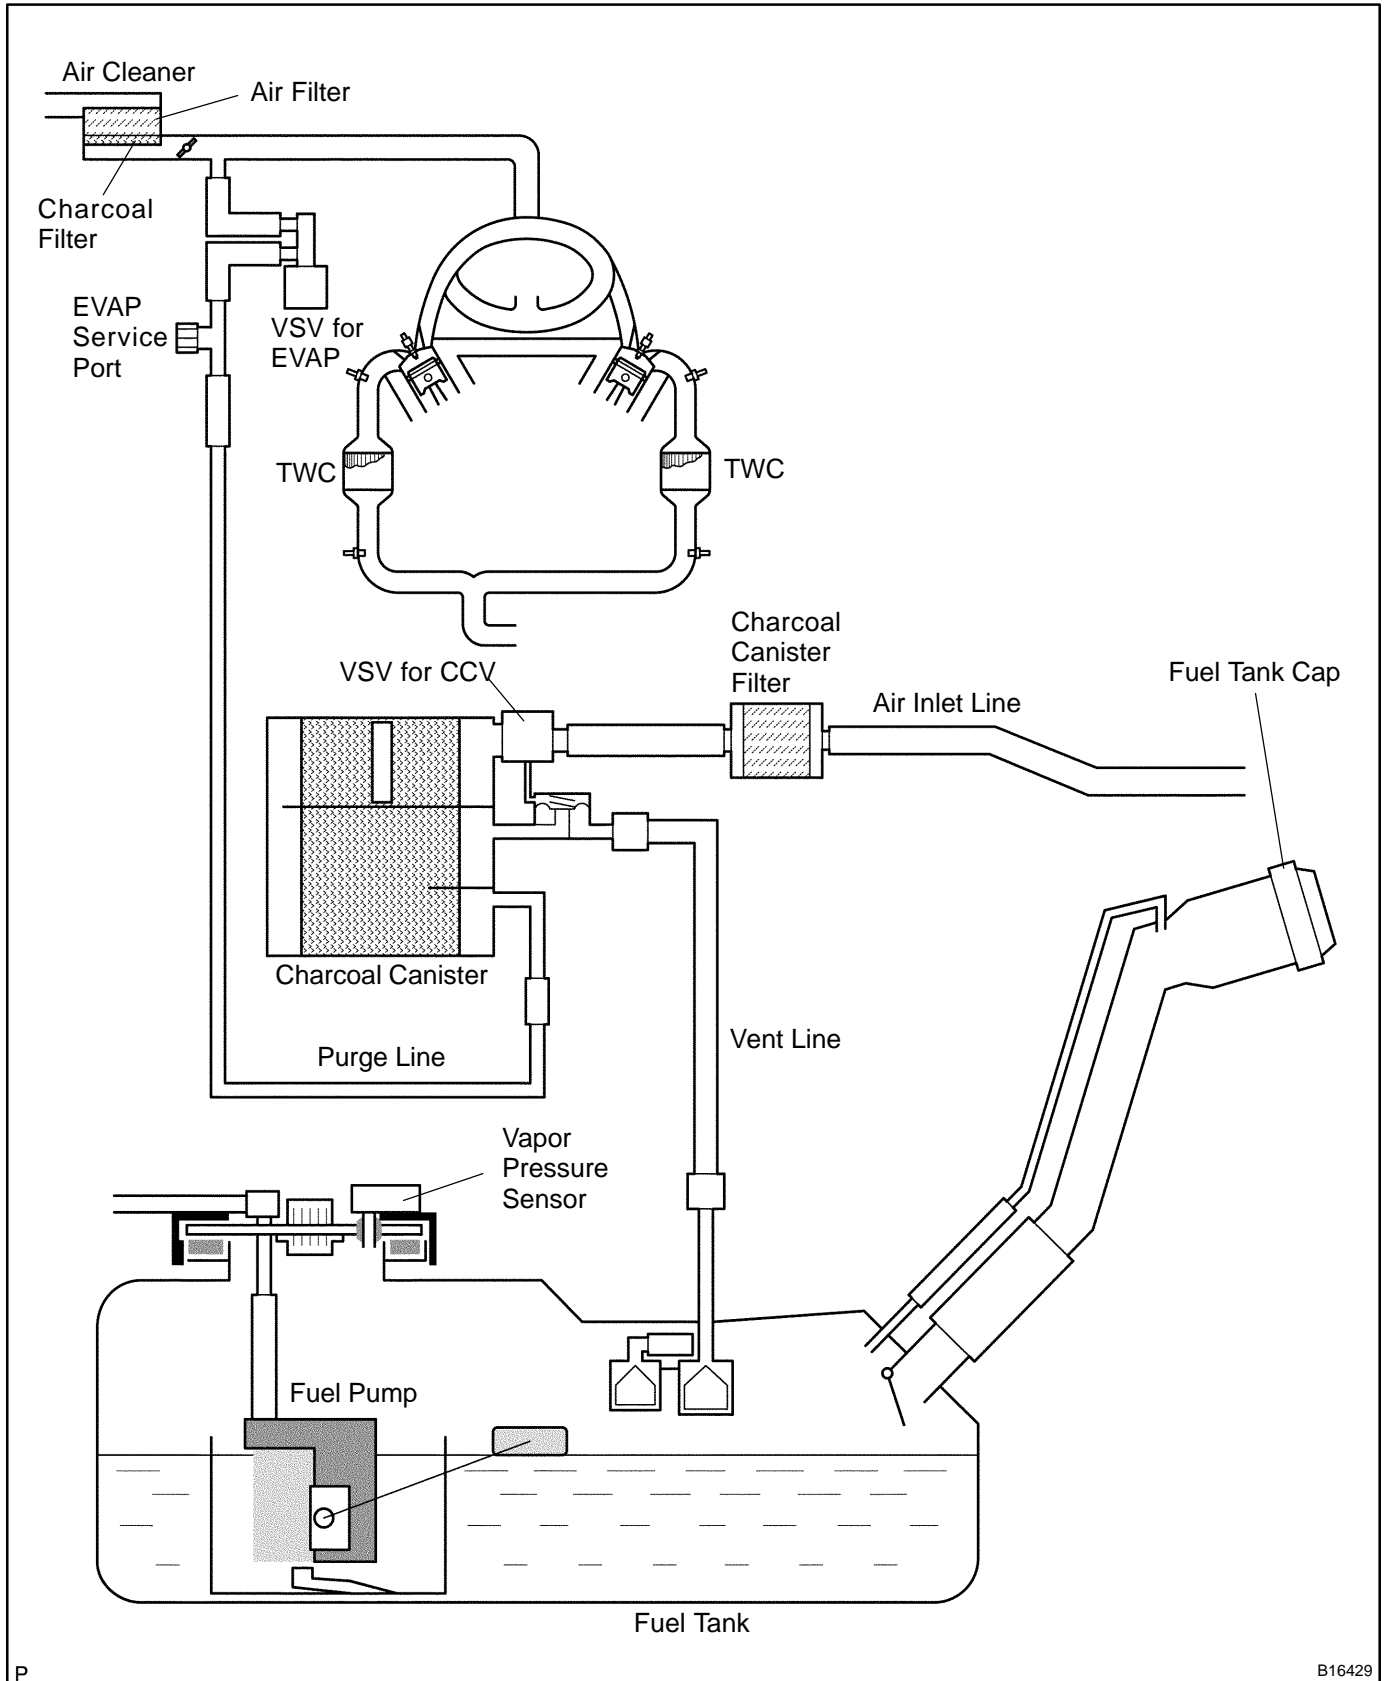 Air Cleaner
Air Filter
Charcoal
Filter
EVAP
Service
Port
VSV for
EVAP
TWC
TWC
VSV for CCV
Charcoal
Canister
Filter
Air Inlet Line
Fuel Tank Cap
Charcoal Canister
Purge Line
Vent Line
Vapor
Pressure
Sensor
Fuel Pump
Fuel Tank
P
B16429